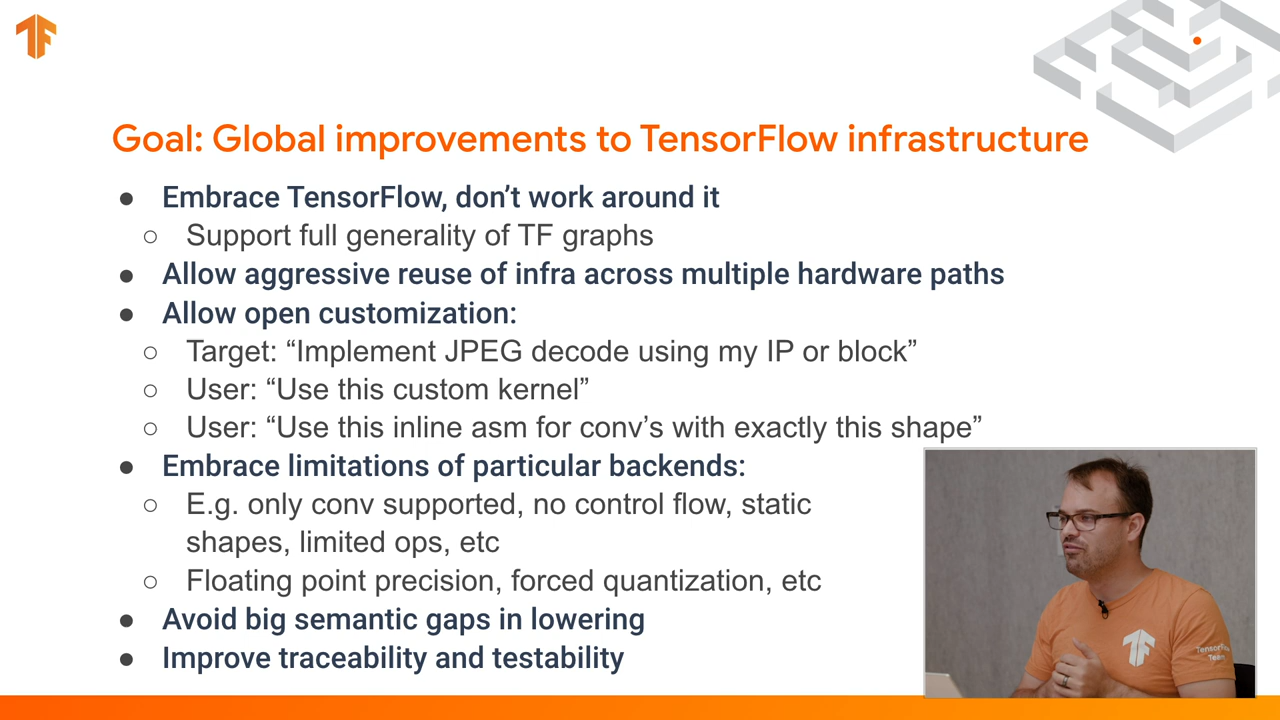 Goal: Global improvements to TensorFlow infrastructure
● Embrace TensorFlow, don’t work around it
○ Support full generality of TF graphs
● Allow aggressive reuse of infra across multiple hardware paths
● Allow open customization:
○ Target: “Implement JPEG decode using my IP or block”
○ User: “Use this custom kernel”
○ User: “Use this inline asm for conv’s with exactly this shape”
● Embrace limitations of particular backends:
○ E.g. only conv supported, no control flow, static
shapes, limited ops, etc
○ Floating point precision, forced quantization, etc
● Avoid big semantic gaps in lowering
● Improve traceability and testability
TensorFlow
Team